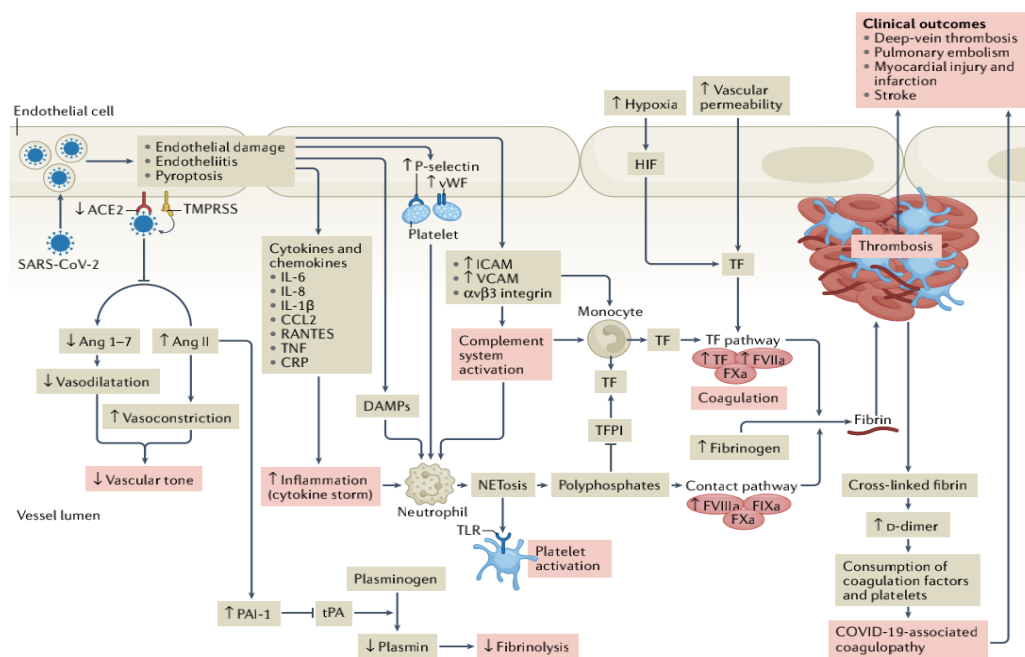 Clinical outcomes
• Deep-vein thrombosis
• Pulmonary embolism
• Myocardial injury and
infarction
• Stroke
↑ Hypoxia
↑ Vascular
permeability
Endothelial cell
• Endothelial damage
• Endotheliitis
• Pyroptosis
↑ P-selectin
↑ vWF
Platelet
HIF
↓ ACE2
TMPRSS
SARS-CoV-2
Cytokines and
chemokines
• IL-6
• IL-8
• IL-1β
• CCL2
• RANTES
• TNF
• CRP
↑ ICAM
↑ VCAM
• αvβ3 integrin
TF
Thrombosis
Monocyte
↓ Ang 1–7
↑ Ang II
Complement
system
activation
TF
TF pathway
↑ TF
↑ FVIIa
FXa
Coagulation
↓ Vasodilatation
TF
↑ Vasoconstriction
DAMPs
TFPI
Fibrin
↑ Fibrinogen
↓ Vascular tone
↑ Inflammation
(cytokine storm)
Neutrophil
NETosis
Polyphosphates
Contact pathway
↑ FVIIIa
FIXa
FXa
Cross-linked fibrin
Vessel lumen
TLR
Platelet
activation
↑ D-dimer
Plasminogen
Consumption of
coagulation factors
and platelets
↑ PAI-1
tPA
↓ Plasmin
↓ Fibrinolysis
COVID-19-associated
coagulopathy